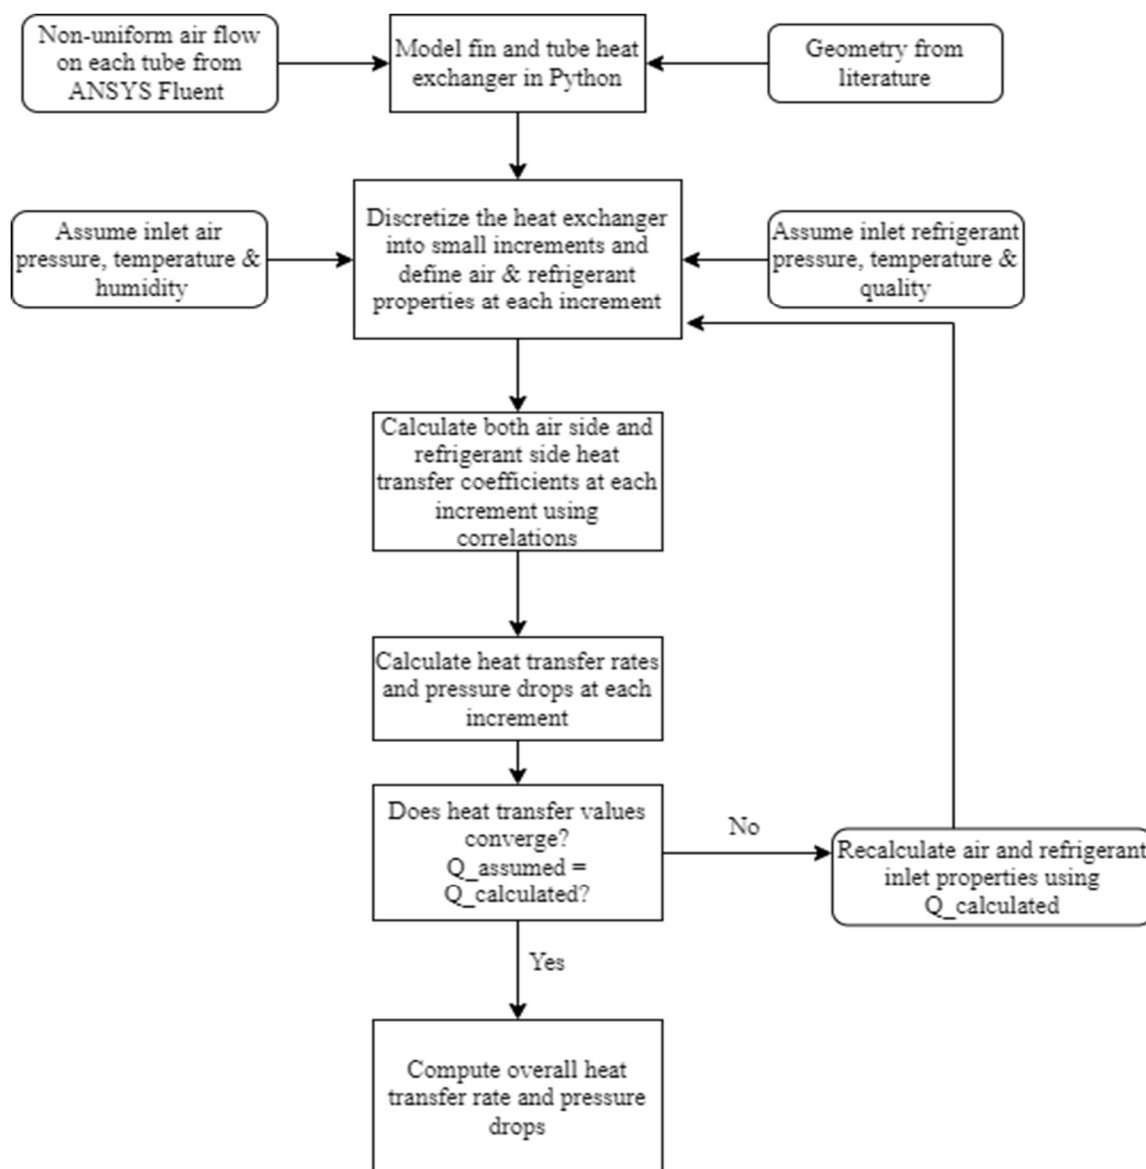 Non-uniform air flow
on each tube from
ANSYS Fluent
Model fin and tube heat
exchanger in Python
Geometry from
literature
Assume inlet air
pressure, temperature &
humidity
Discretize the heat exchanger
into small increments and
define air & refrigerant
properties at each increment
Assume inlet refrigerant
pressure, temperature &
quality
Calculate both air side and
refrigerant side heat
transfer coefficients at each
increment using
correlations
Calculate heat transfer rates
and pressure drops at each
increment
Does heat transfer values
converge?
Q_assumed =
Q_calculated?
No
Recalculate air and refrigerant
inlet properties using
Q_calculated
Yes
Compute overall heat
transfer rate and pressure
drops